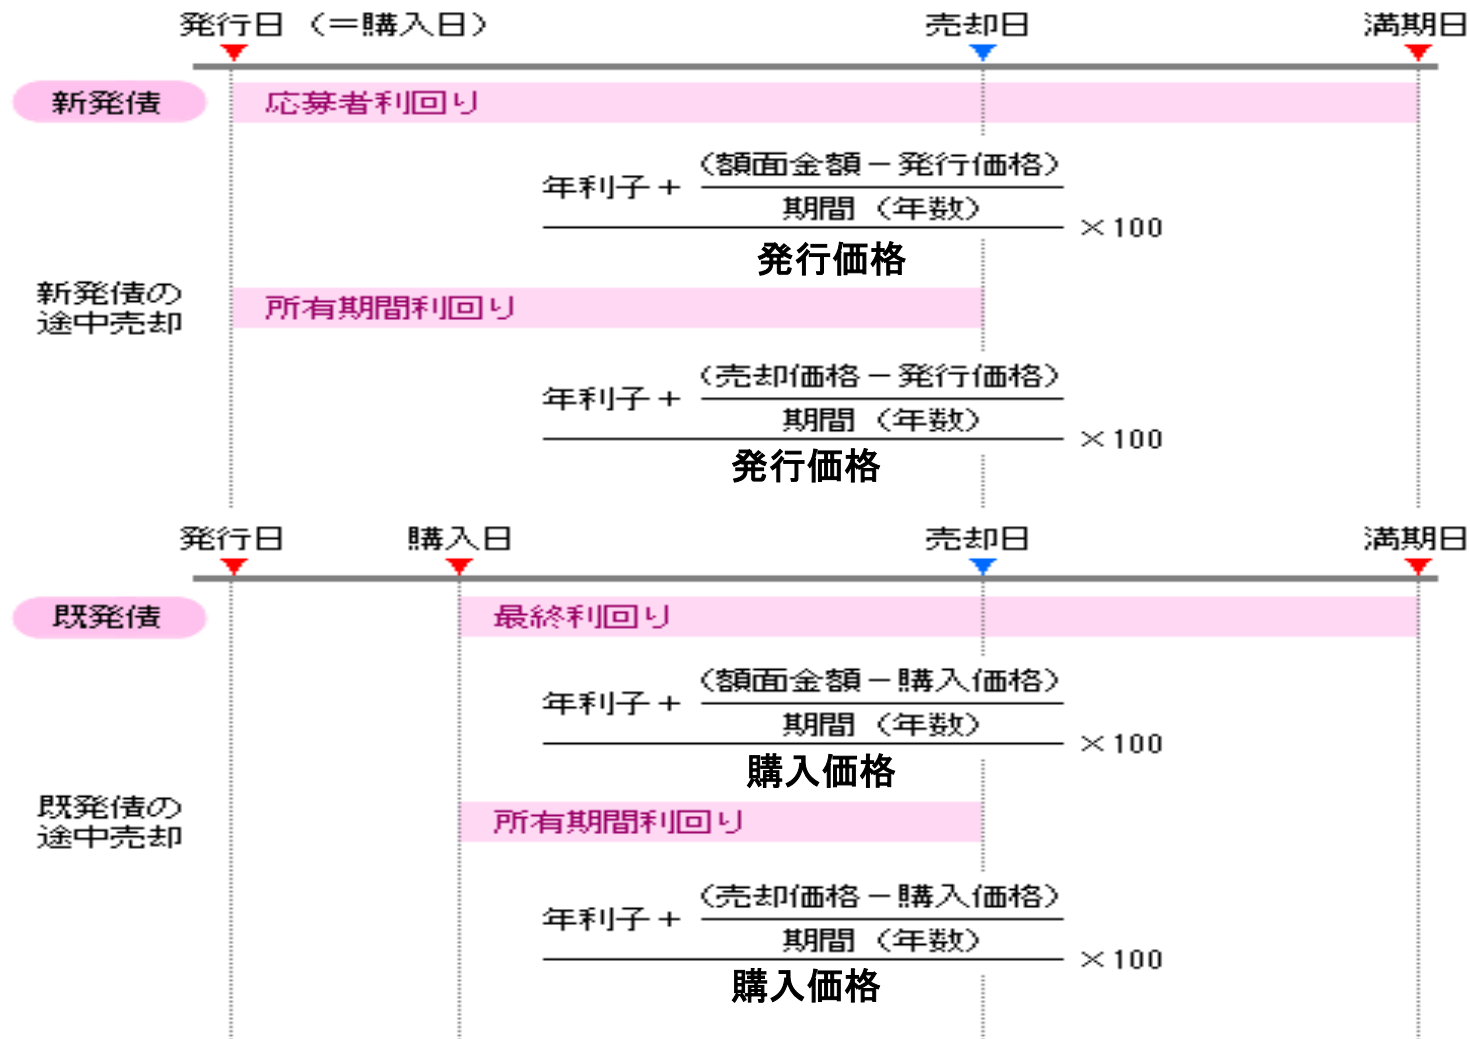 発行日（＝購入日）
売却日
満期日
新発債
応募者利回り
（額面金額－発行価格）
年利子＋
期間（年数）
×100
発行価格
新発債の
途中売却
所有期間利回り
（売却価格－発行価格）
年利子＋
期間（年数）
×100
発行価格
発行日
購入日
売却日
満期日
既発債
最終利回り
（額面金額－購入価格）
年利子＋
期間（年数）
×100
購入価格
既発債の
途中売却
所有期間利回り
（売却価格－購入価格）
年利子＋
期間（年数）
×100
購入価格